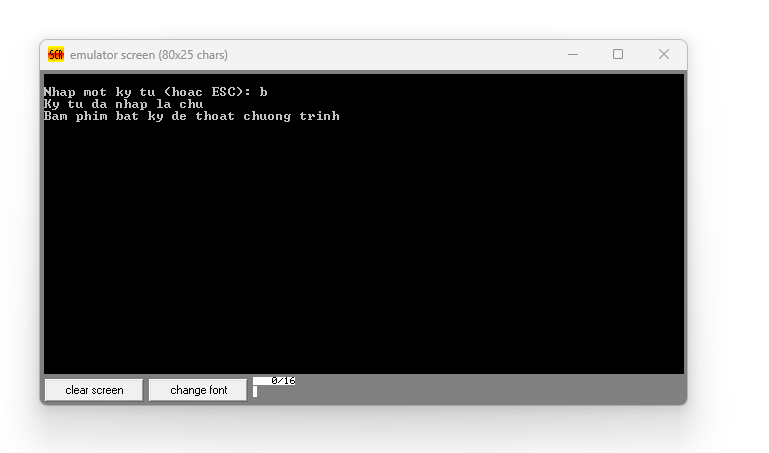 SCR emulator screen (80x25 chars)
Nhap mot ky tu (hoac ESC): b
Ky tu da nhap la chu
Bam phim bat ky de thoat chuong trinh
clear screen change font 0/16